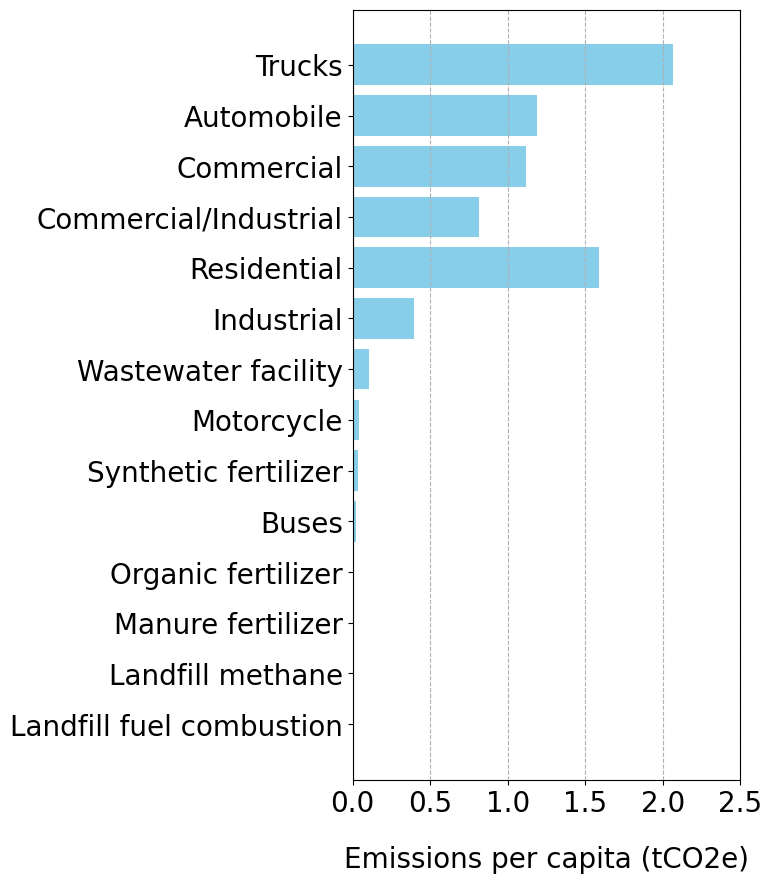 Trucks
Automobile
Commercial
Commercial/Industrial
Residential
Industrial
Wastewater facility
Motorcycle
Synthetic fertilizer
Buses
Organic fertilizer
Manure fertilizer
Landfill methane
Landfill fuel combustion
0.0 0.5 1.0 1.5 2.0 2.5
Emissions per capita (tCO2e)